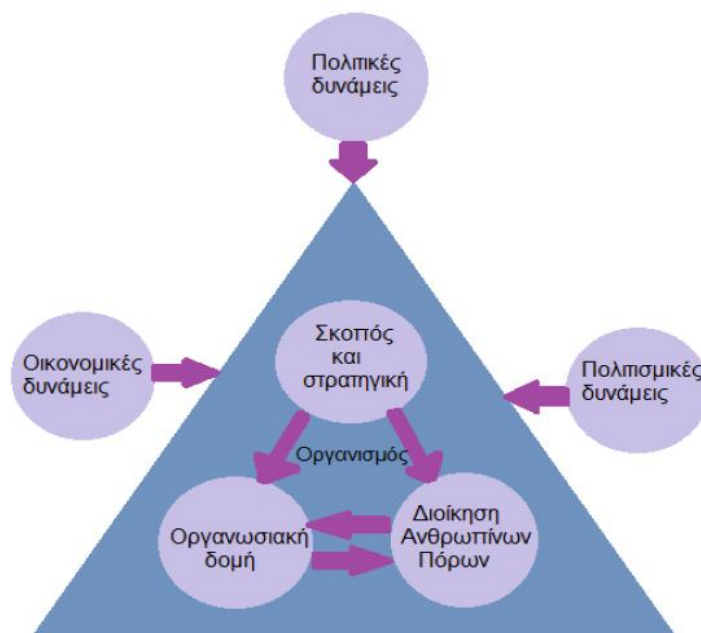 Πολιτικές
δυνάμεις
Σκοπός
και
στρατηγική
Οικονομικές
δυνάμεις
Πολιτισμικές
δυνάμεις
Οργανισμός
Οργανωσιακή
δομή
Διοίκηση
Ανθρωπίνων
Πόρων